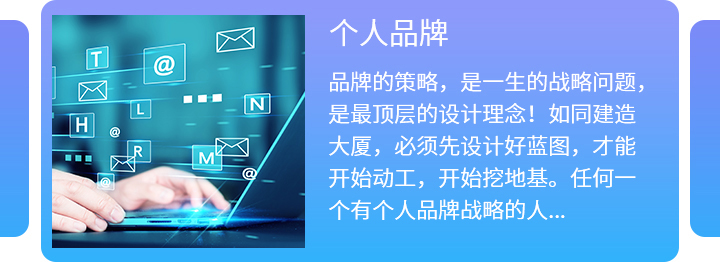 个人品牌
品牌的策略，是一生的战略问题，
是最顶层的设计理念！如同建造
大厦，必须先设计好蓝图，才能
开始动工，开始挖地基。任何一
个有个人品牌战略的人...
T
@
L
N
H
@
R
M
@
@